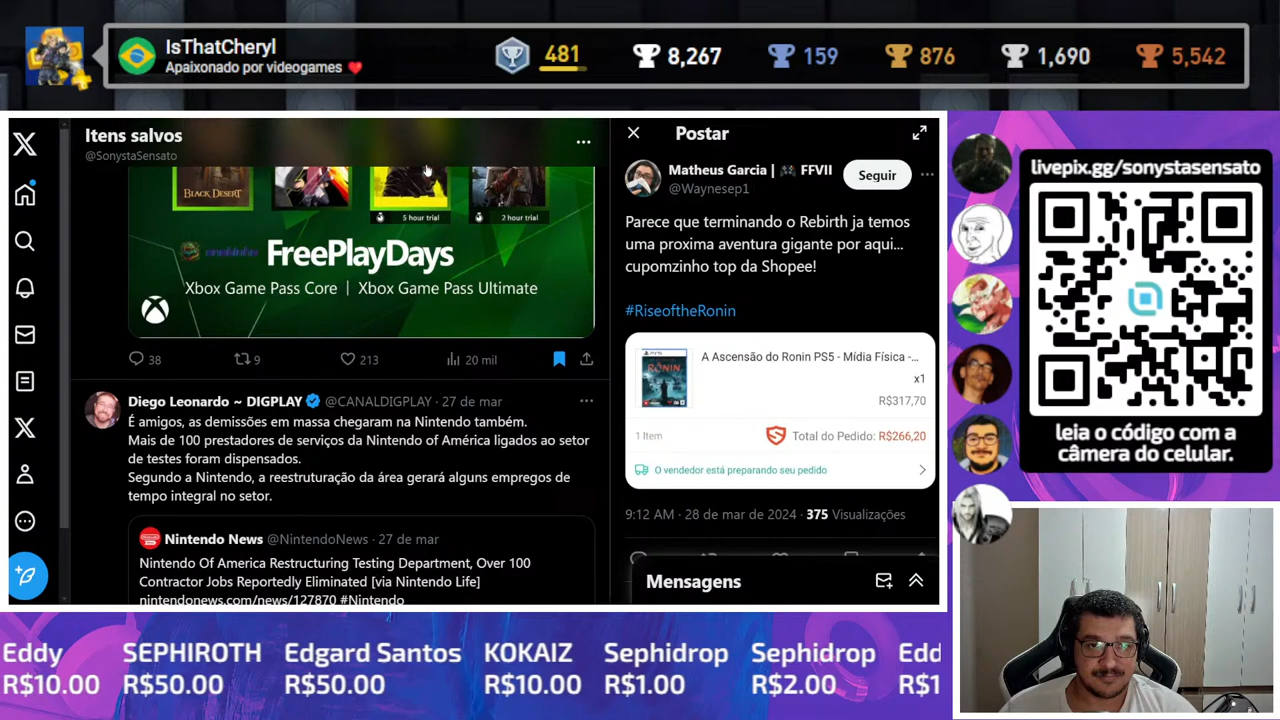 IsThatCheryl
Apaixonado por videogames ❤
481
8,267
159
876
1,690
5,542
Itens salvos
@SonystaSensato
BLACK DESERT
5 hour trial
2 hour trial
FreePlayDays
Xbox Game Pass Core | Xbox Game Pass Ultimate
38
9
213
20 mil
Diego Leonardo ~ DIGPLAY @CANALDIGPLAY · 27 de mar
É amigos, as demissões em massa chegaram na Nintendo também.
Mais de 100 prestadores de serviços da Nintendo of América ligados ao setor
de testes foram dispensados.
Segundo a Nintendo, a reestruturação da área gerará alguns empregos de
tempo integral no setor.
Nintendo News @NintendoNews · 27 de mar
Nintendo Of America Restructuring Testing Department, Over 100
Contractor Jobs Reportedly Eliminated [via Nintendo Life]
nintendonews.com/news/127870 #Nintendo
Postar
Matheus Garcia | 🎮 FFVII
@Waynesep1
Seguir
Parece que terminando o Rebirth ja temos
uma proxima aventura gigante por aqui...
cupomzinho top da Shopee!
#RiseoftheRonin
RONIN
A Ascensão do Ronin PS5 - Mídia Física -...
x1
R$317,70
1 Item
Total do Pedido: R$266,20
O vendedor está preparando seu pedido
9:12 AM · 28 de mar de 2024 · 375 Visualizações
Mensagens
livepix.gg/sonystasensato
leia o código com a
câmera do celular.
Eddy
R$10.00
SEPHIROTH
R$50.00
Edgard Santos
R$50.00
KOKAIZ
R$10.00
Sephidrop
R$1.00
Sephidrop
R$2.00
Edd
R$1